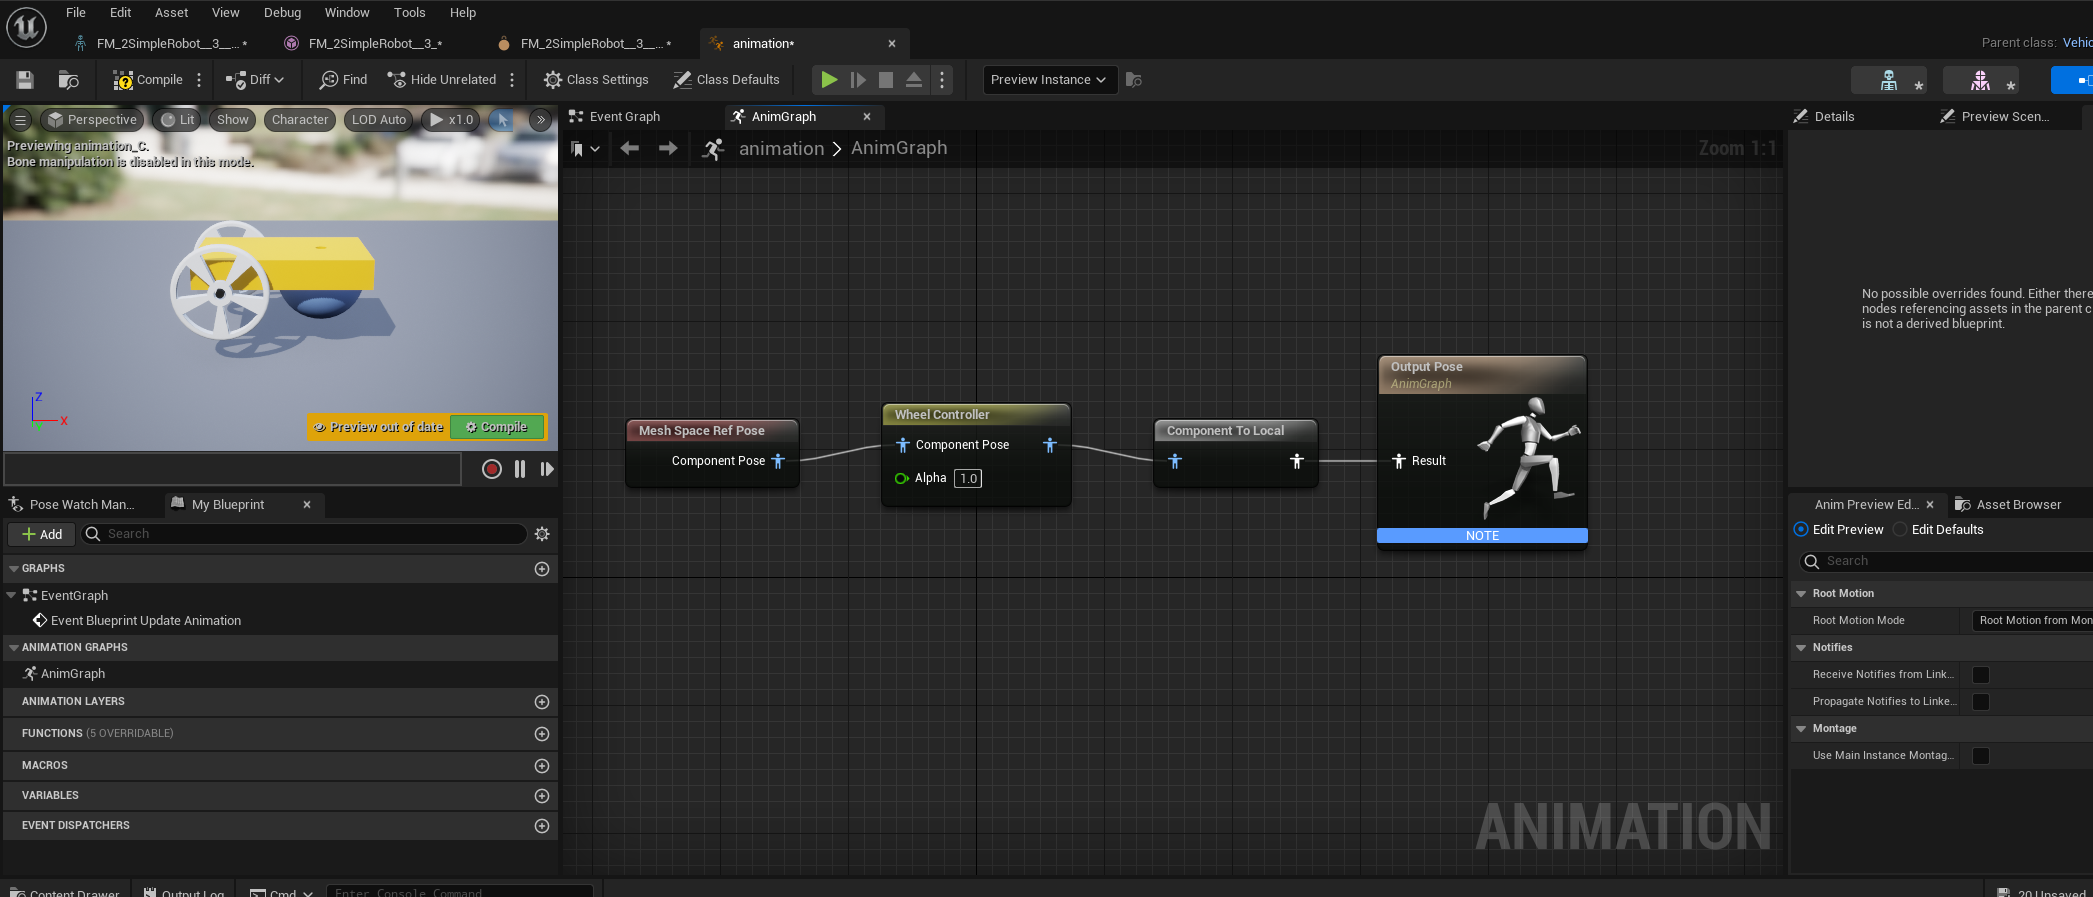 File Edit Asset View Debug Window Tools Help
FM_2SimpleRobot__3__... *
FM_2SimpleRobot__3_*
FM_2SimpleRobot__3__... *
animation*
Parent class: Vehic
Compile
Diff
Find
Hide Unrelated
Class Settings
Class Defaults
Preview Instance
Perspective
Lit
Show
Character
LOD Auto
x1.0
Previewing animation_C.
Bone manipulation is disabled in this mode.
Z
X
Preview out of date
Compile
Event Graph
AnimGraph
animation > AnimGraph
Zoom 1:1
Mesh Space Ref Pose
Component Pose
Wheel Controller
Component Pose
Alpha 1.0
Component To Local
Output Pose
AnimGraph
Result
NOTE
ANIMATION
Pose Watch Man...
My Blueprint
Add
Search
GRAPHS
EventGraph
Event Blueprint Update Animation
ANIMATION GRAPHS
AnimGraph
ANIMATION LAYERS
FUNCTIONS (5 OVERRIDABLE)
MACROS
VARIABLES
EVENT DISPATCHERS
Details
Preview Scen...
No possible overrides found. Either there
nodes referencing assets in the parent c
is not a derived blueprint.
Anim Preview Ed...
Asset Browser
Edit Preview
Edit Defaults
Search
Root Motion
Root Motion Mode
Root Motion from Mon
Notifies
Receive Notifies from Link...
Propagate Notifies to Linke...
Montage
Use Main Instance Montag...
Content Drawer
Output Log
Cmd
Enter Console Command
20 Unsaved